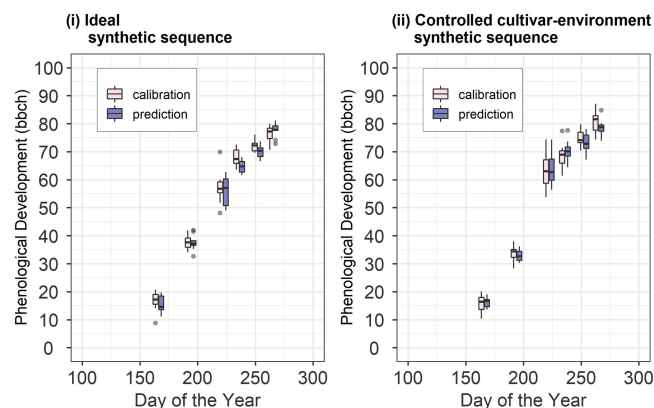 (i) Ideal
synthetic sequence
Phenological Development (bbch)
100
90
80
70
60
50
40
30
20
10
0
calibration
prediction
100
150
200
250
300
Day of the Year
(ii) Controlled cultivar-environment
synthetic sequence
Phenological Development (bbch)
100
90
80
70
60
50
40
30
20
10
0
calibration
prediction
100
150
200
250
300
Day of the Year